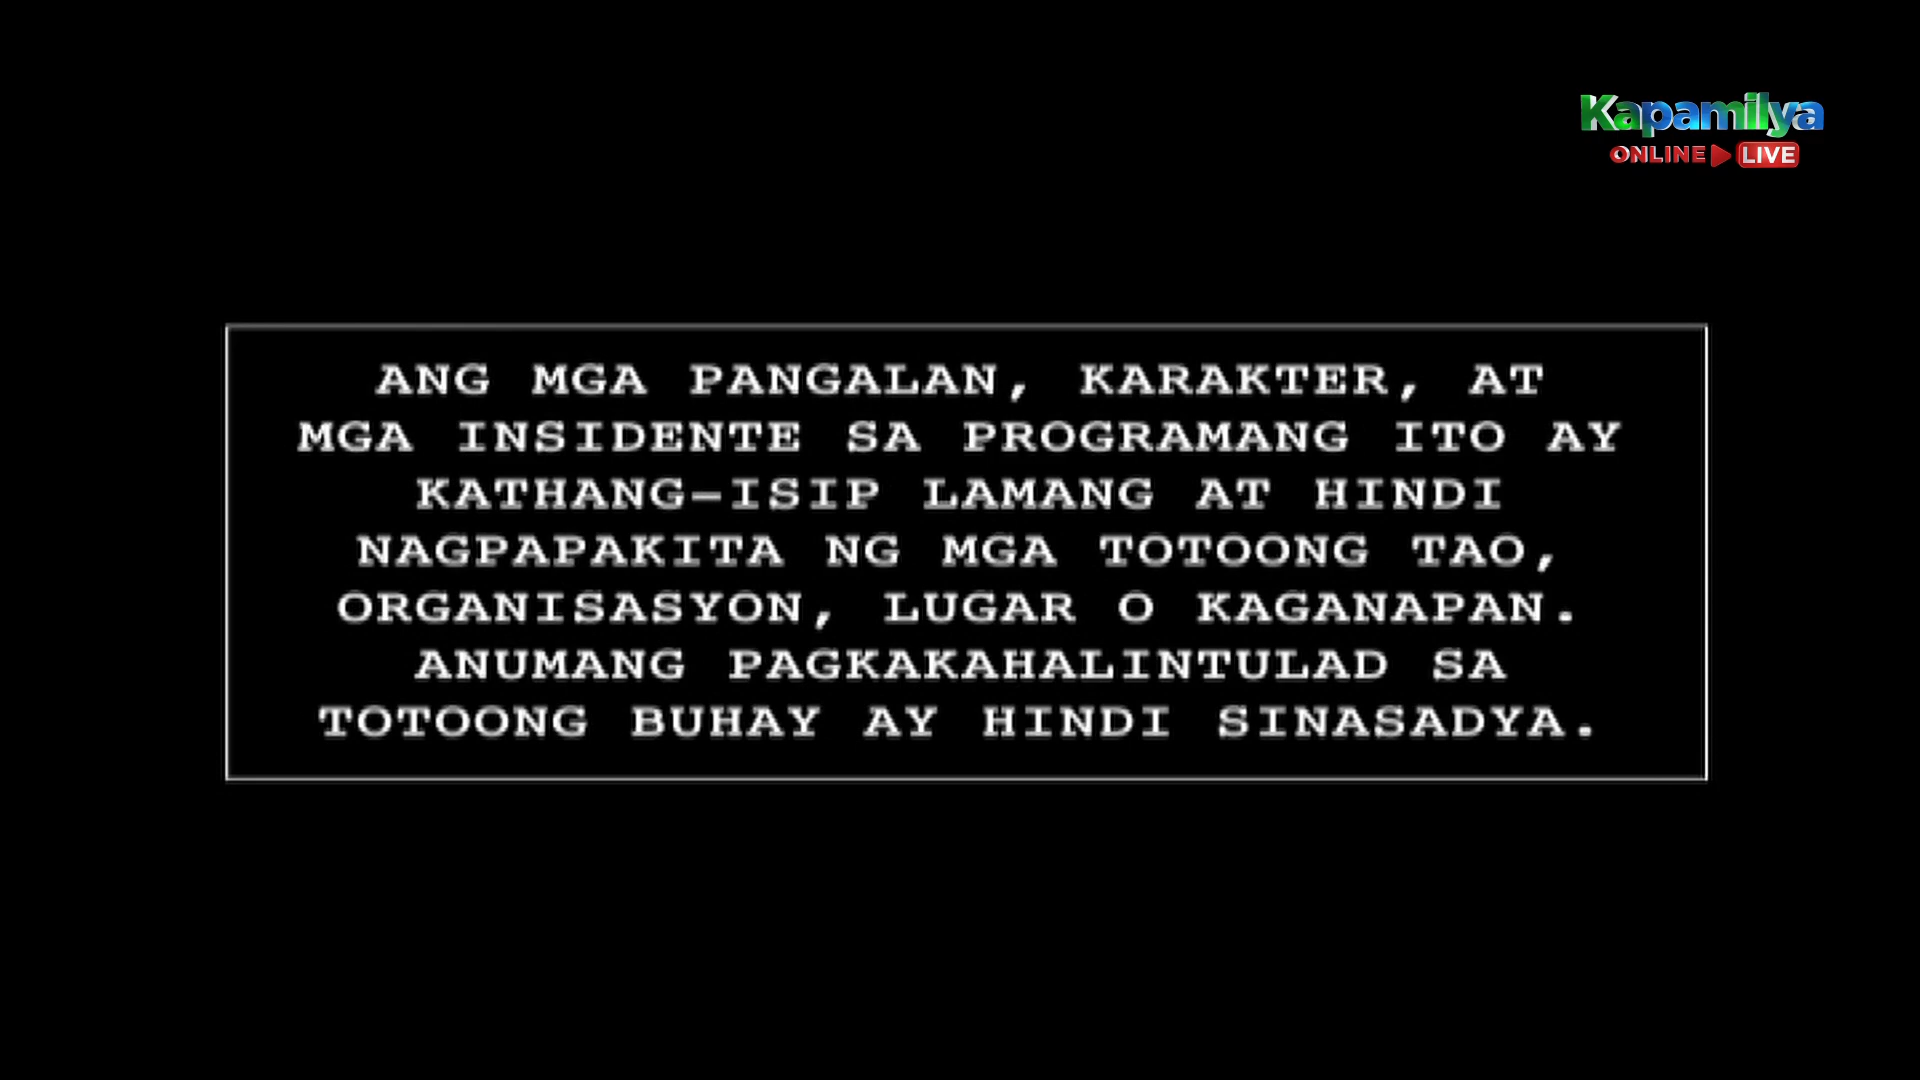 Kapamilya
ONLINE LIVE
ANG MGA PANGALAN, KARAKTER, AT
MGA INSIDENTE SA PROGRAMANG ITO AY
KATHANG-ISIP LAMANG AT HINDI
NAGPAPAKITA NG MGA TOTOONG TAO,
ORGANISASYON, LUGAR O KAGANAPAN.
ANUMANG PAGKAKAHALINTULAD SA
TOTOONG BUHAY AY HINDI SINASADYA.